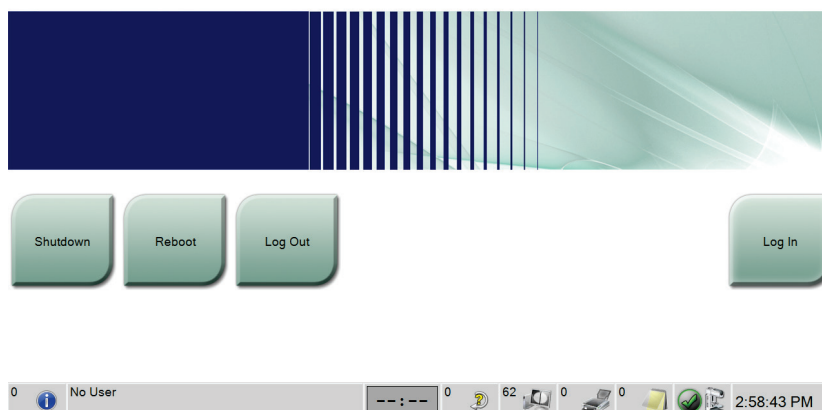 Shutdown
Reboot
Log Out
Log In
0
No User
--:--
0
62
0
0
2:58:43 PM